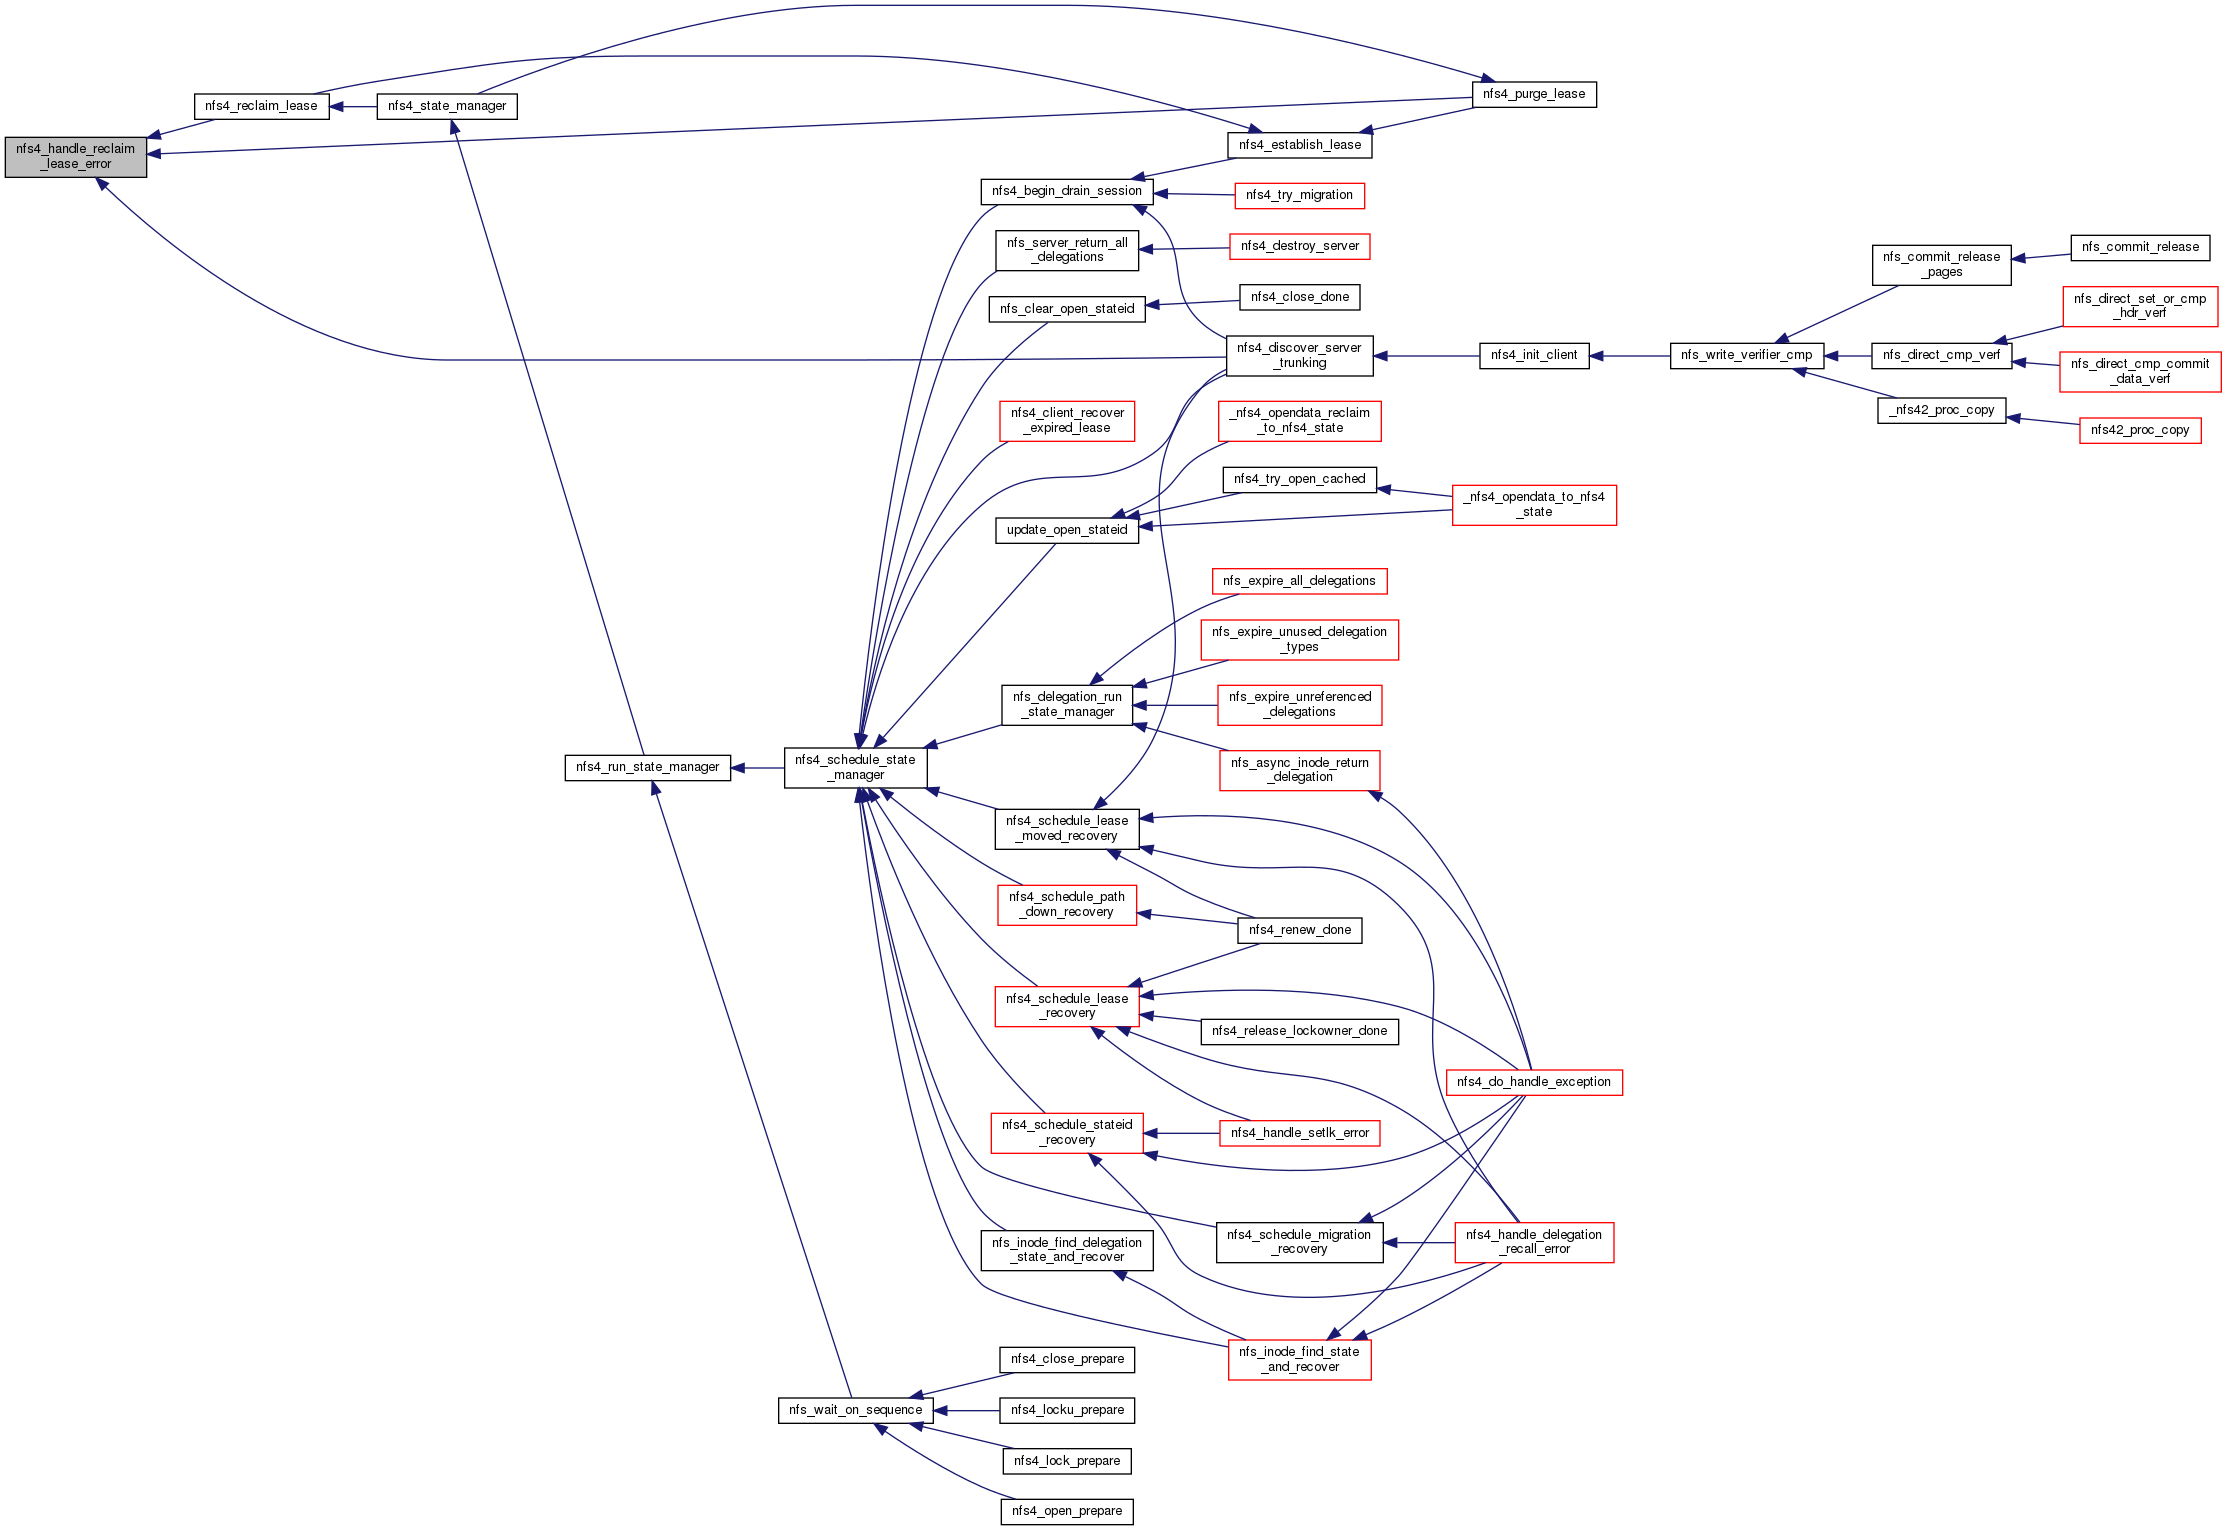 nfs4_handle_reclaim
_lease_error
nfs4_reclaim_lease
nfs4_state_manager
nfs4_run_state_manager
nfs4_schedule_state
_manager
nfs_wait_on_sequence
nfs4_begin_drain_session
nfs_server_return_all
_delegations
nfs_clear_open_stateid
nfs4_client_recover
_expired_lease
update_open_stateid
nfs_delegation_run
_state_manager
nfs4_schedule_lease
_moved_recovery
nfs4_schedule_path
_down_recovery
nfs4_schedule_lease
_recovery
nfs4_schedule_stateid
_recovery
nfs_inode_find_delegation
_state_and_recover
nfs4_close_prepare
nfs4_locku_prepare
nfs4_lock_prepare
nfs4_open_prepare
nfs4_establish_lease
nfs4_try_migration
nfs4_destroy_server
nfs4_close_done
nfs4_discover_server
_trunking
_nfs4_opendata_reclaim
_to_nfs4_state
nfs4_try_open_cached
nfs_expire_all_delegations
nfs_expire_unused_delegation
_types
nfs_expire_unreferenced
_delegations
nfs_async_inode_return
_delegation
nfs4_renew_done
nfs4_release_lockowner_done
nfs4_handle_setlk_error
nfs4_schedule_migration
_recovery
nfs_inode_find_state
_and_recover
nfs4_purge_lease
nfs4_init_client
_nfs4_opendata_to_nfs4
_state
nfs4_do_handle_exception
nfs4_handle_delegation
_recall_error
nfs_write_verifier_cmp
nfs_commit_release
_pages
nfs_direct_cmp_verf
_nfs42_proc_copy
nfs_commit_release
nfs_direct_set_or_cmp
_hdr_verf
nfs_direct_cmp_commit
_data_verf
nfs42_proc_copy